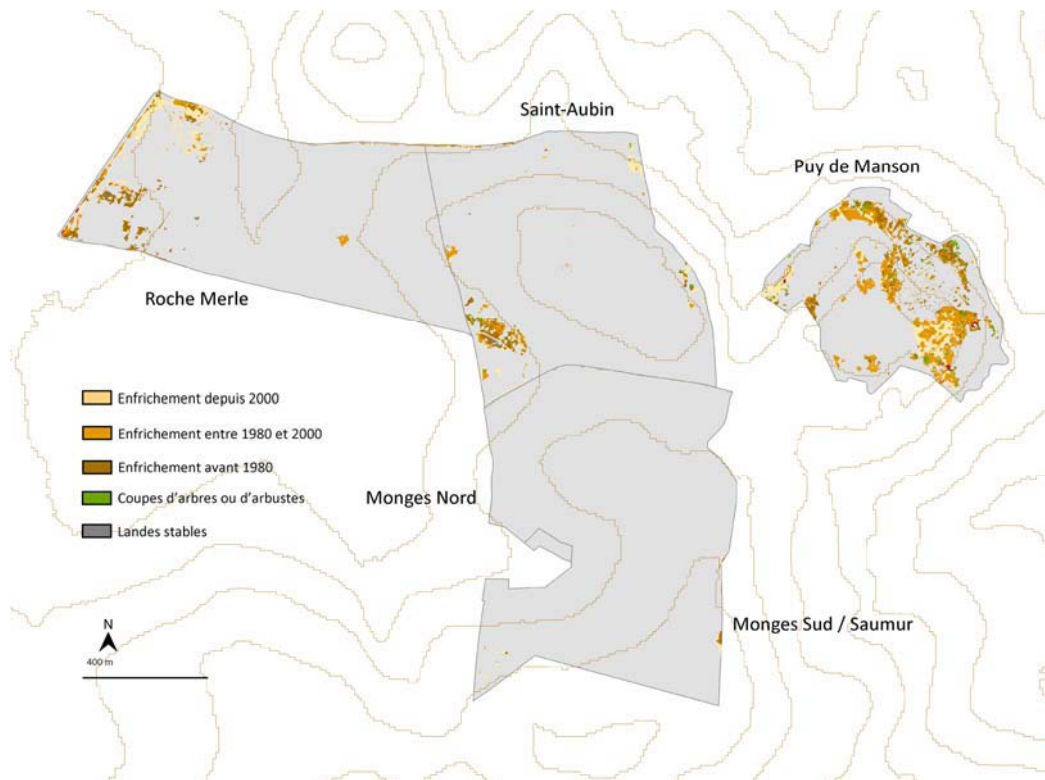 Saint-Aubin
Puy de Manson
Roche Merle
Enfrichement depuis 2000
Enfrichement entre 1980 et 2000
Enfrichement avant 1980
Coupes d'arbres ou d'arbustes
Landes stables
Monges Nord
Monges Sud / Saumur
N
400 m